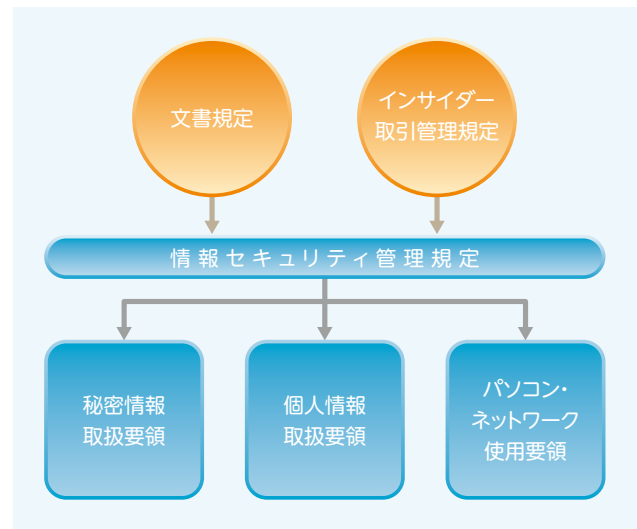 文書規定
インサイダー
取引管理規定
情報セキュリティ管理規定
秘密情報
取扱要領
個人情報
取扱要領
パソコン・
ネットワーク
使用要領